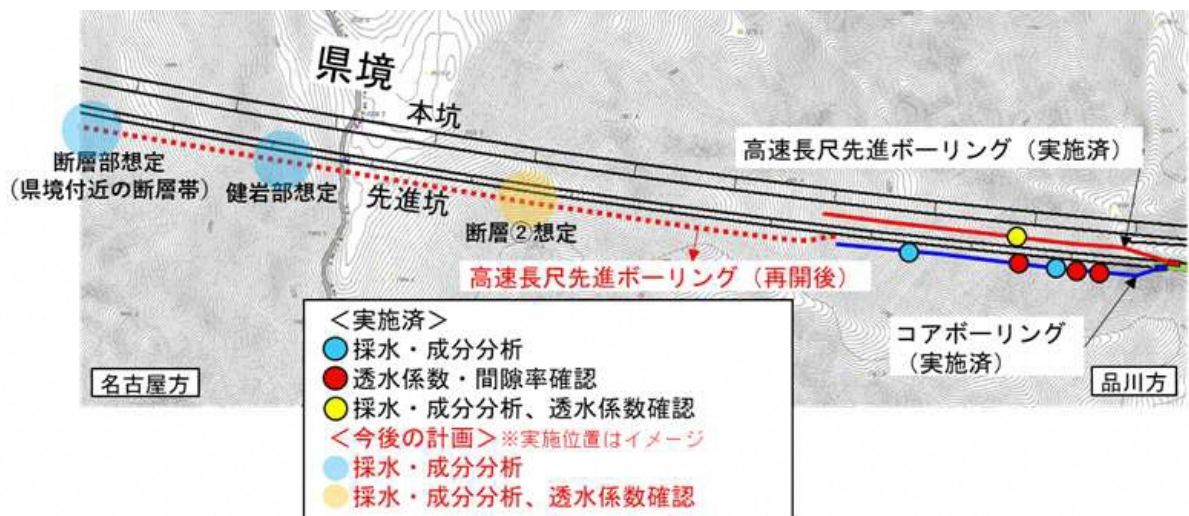 県境
本坑
高速長尺先進ボーリング（実施済）
断層部想定
（県境付近の断層帯）
健岩部想定
先進坑
断層②想定
高速長尺先進ボーリング（再開後）
コアボーリング
（実施済）
名古屋方
品川方
＜実施済＞
採水・成分分析
透水係数・間隙率確認
採水・成分分析、透水係数確認
＜今後の計画＞※実施位置はイメージ
採水・成分分析
採水・成分分析、透水係数確認